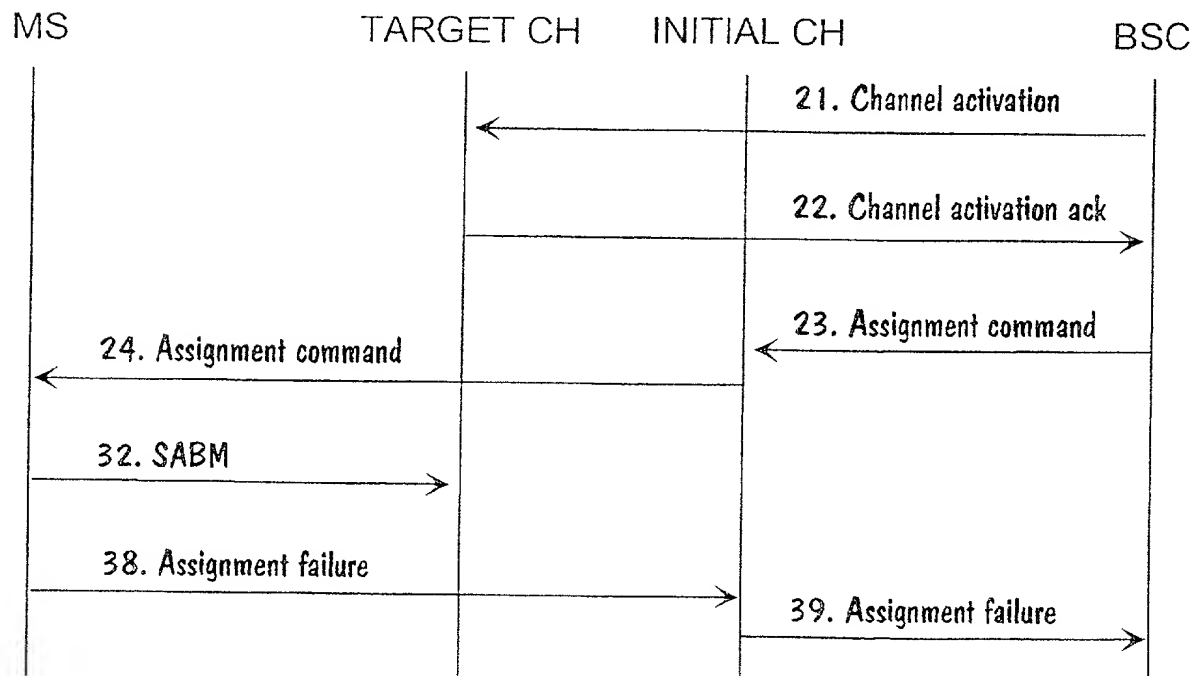 MS TARGET CH INITIAL CH BSC
21. Channel activation
22. Channel activation ack
23. Assignment command
24. Assignment command
32. SABM
38. Assignment failure
39. Assignment failure